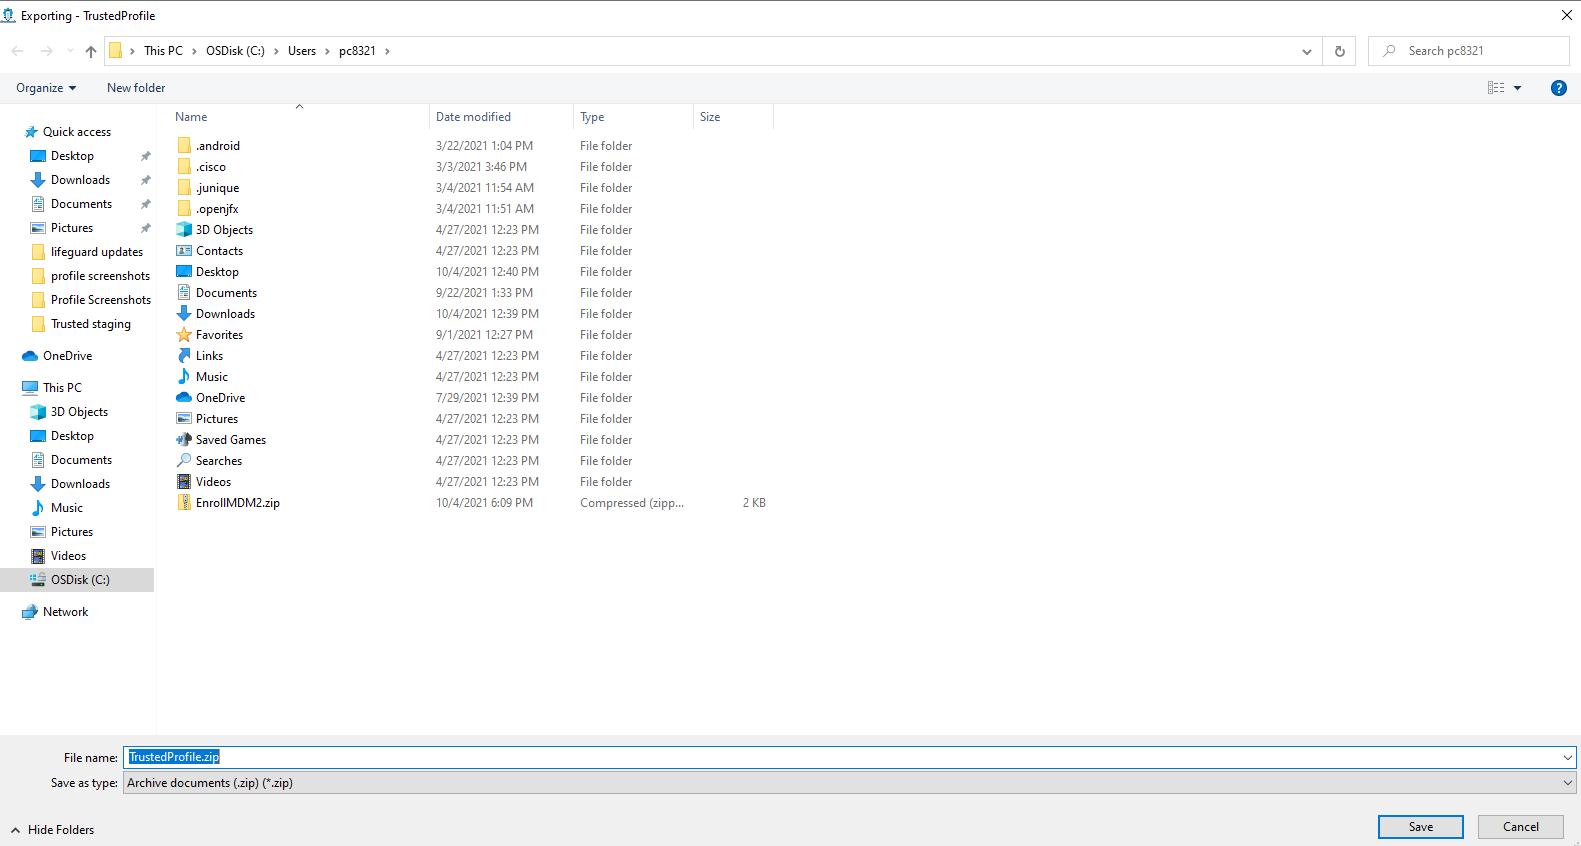 Exporting - TrustedProfile
This PC > OSDisk (C:) > Users > pc8321 >
Search pc8321
Organize
New folder
Name Date modified Type Size
Quick access
Desktop
Downloads
Documents
Pictures
lifeguard updates
profile screenshots
Profile Screenshots
Trusted staging
OneDrive
This PC
3D Objects
Desktop
Documents
Downloads
Music
Pictures
Videos
OSDisk (C:)
Network
.android 3/22/2021 1:04 PM File folder
.cisco 3/3/2021 3:46 PM File folder
.junique 3/4/2021 11:54 AM File folder
.openjfx 3/4/2021 11:51 AM File folder
3D Objects 4/27/2021 12:23 PM File folder
Contacts 4/27/2021 12:23 PM File folder
Desktop 10/4/2021 12:40 PM File folder
Documents 9/22/2021 1:33 PM File folder
Downloads 10/4/2021 12:39 PM File folder
Favorites 9/1/2021 12:27 PM File folder
Links 4/27/2021 12:23 PM File folder
Music 4/27/2021 12:23 PM File folder
OneDrive 7/29/2021 12:39 PM File folder
Pictures 4/27/2021 12:23 PM File folder
Saved Games 4/27/2021 12:23 PM File folder
Searches 4/27/2021 12:23 PM File folder
Videos 4/27/2021 12:23 PM File folder
EnrollMDM2.zip 10/4/2021 6:09 PM Compressed (zipp... 2 KB
File name: TrustedProfile.zip
Save as type: Archive documents (.zip) (*.zip)
Hide Folders
Save
Cancel